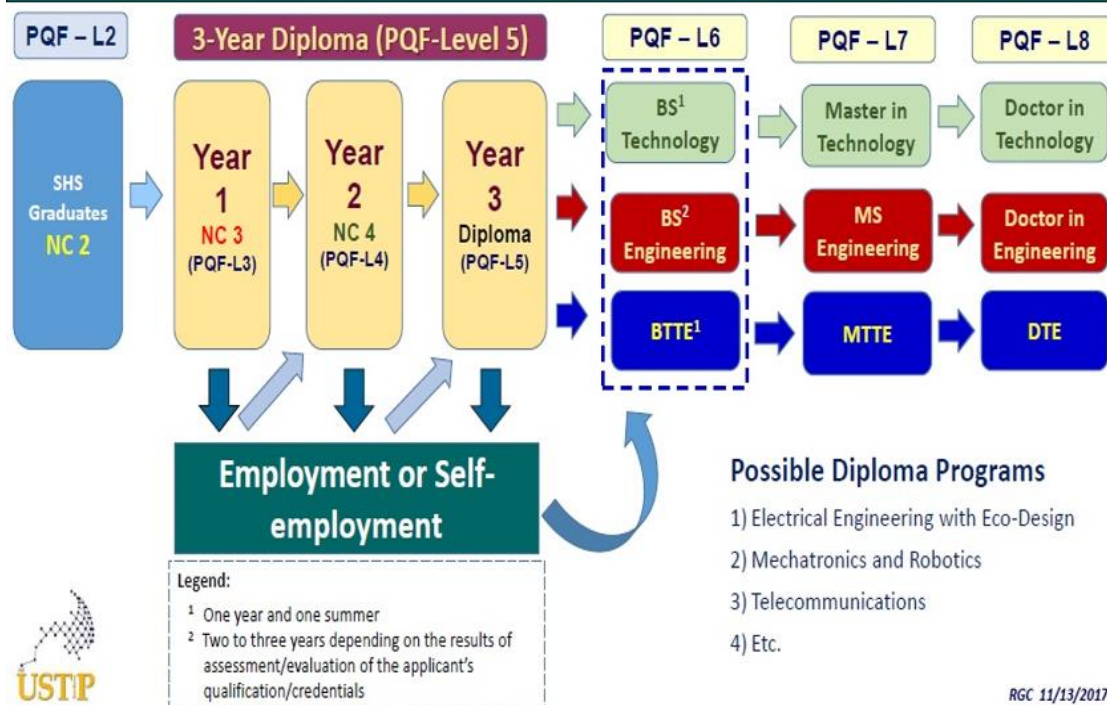 PQF – L2
3-Year Diploma (PQF-Level 5)
PQF – L6
PQF – L7
PQF – L8
SHS
Graduates
NC 2
Year
1
NC 3
(PQF-L3)
Year
2
NC 4
(PQF-L4)
Year
3
Diploma
(PQF-L5)
BS¹
Technology
Master in
Technology
Doctor in
Technology
BS²
Engineering
MS
Engineering
Doctor in
Engineering
BTTE¹
MTTE
DTE
Employment or Self-
employment
Legend:
¹ One year and one summer
² Two to three years depending on the results of
assessment/evaluation of the applicant's
qualification/credentials
Possible Diploma Programs
1) Electrical Engineering with Eco-Design
2) Mechatronics and Robotics
3) Telecommunications
4) Etc.
USTP
RGC 11/13/2017